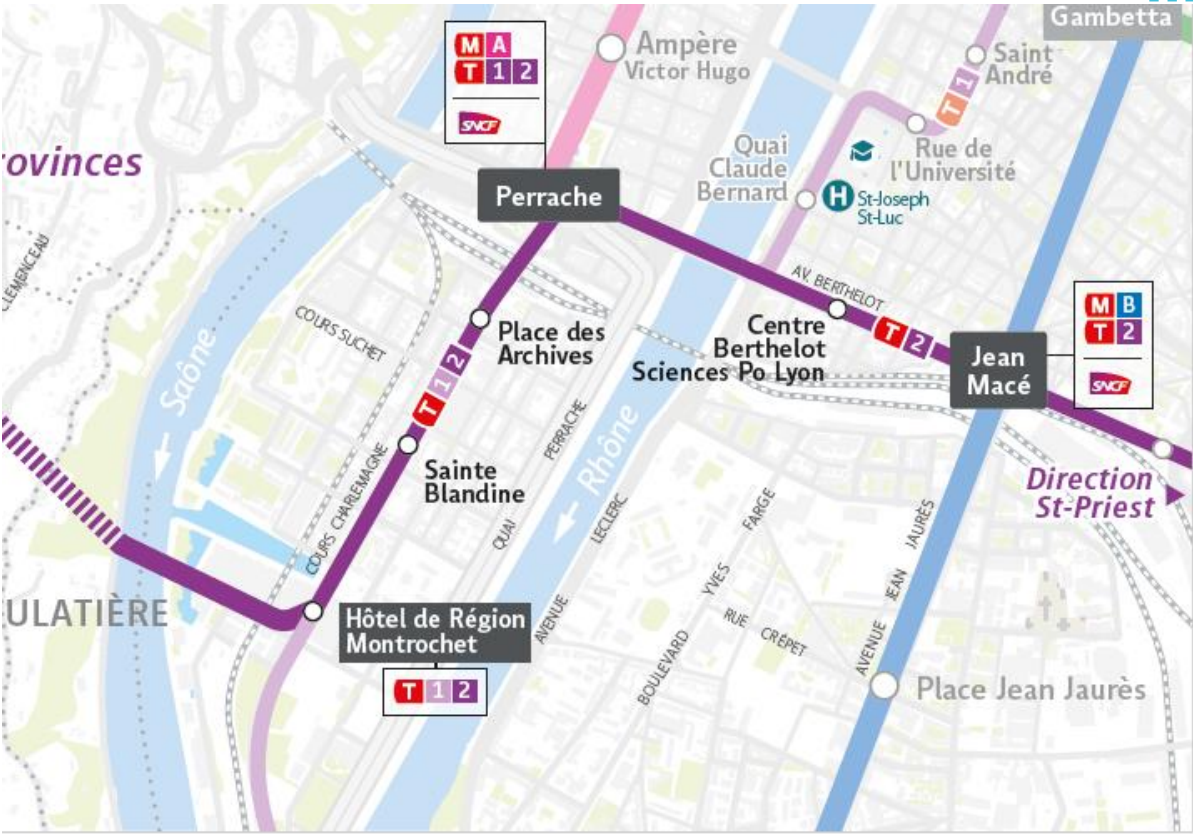 Gambetta
M A
T 1 2
SNCF
Ampère
Victor Hugo
Saint
André
T 1
Rue de
l'Université
Quai
Claude
Bernard
H
St-Joseph
St-Luc
ovinces
Perrache
AV. BERTHELOT
Centre
Berthelot
Sciences Po Lyon
T 2
Jean
Macé
M B
T 2
SNCF
CLEMENCEAU
COURS SUCHET
Place des
Archives
T 1 2
Saône
Sainte
Blandine
COURS CHARLEMAGNE
QUAI PERRACHE
Rhône
AVENUE LECLERC
BOULEVARD YVES FARGE
RUE CRÉPET
AVENUE JEAN JAURÈS
Direction
St-Priest
ULATIÈRE
Hôtel de Région
Montrochet
T 1 2
Place Jean Jaurès